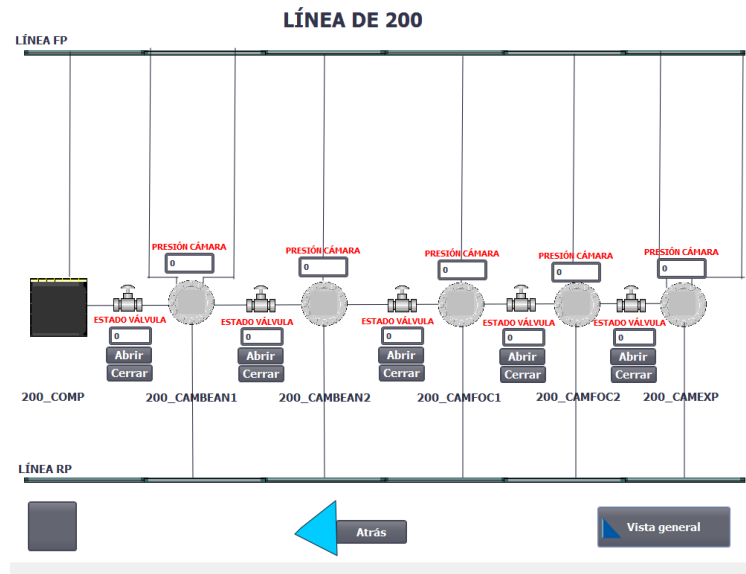 LÍNEA DE 200
LÍNEA FP
PRESIÓN CÁMARA
0
PRESIÓN CÁMARA
0
PRESIÓN CÁMARA
0
PRESIÓN CÁMARA
0
PRESIÓN CÁMARA
0
ESTADO VÁLVULA
0
Abrir
Cerrar
ESTADO VÁLVULA
0
Abrir
Cerrar
ESTADO VÁLVULA
0
Abrir
Cerrar
ESTADO VÁLVULA
0
Abrir
Cerrar
ESTADO VÁLVULA
0
Abrir
Cerrar
200_COMP
200_CAMBEAN1
200_CAMBEAN2
200_CAMFOC1
200_CAMFOC2
200_CAMEXP
LÍNEA RP
Atrás
Vista general